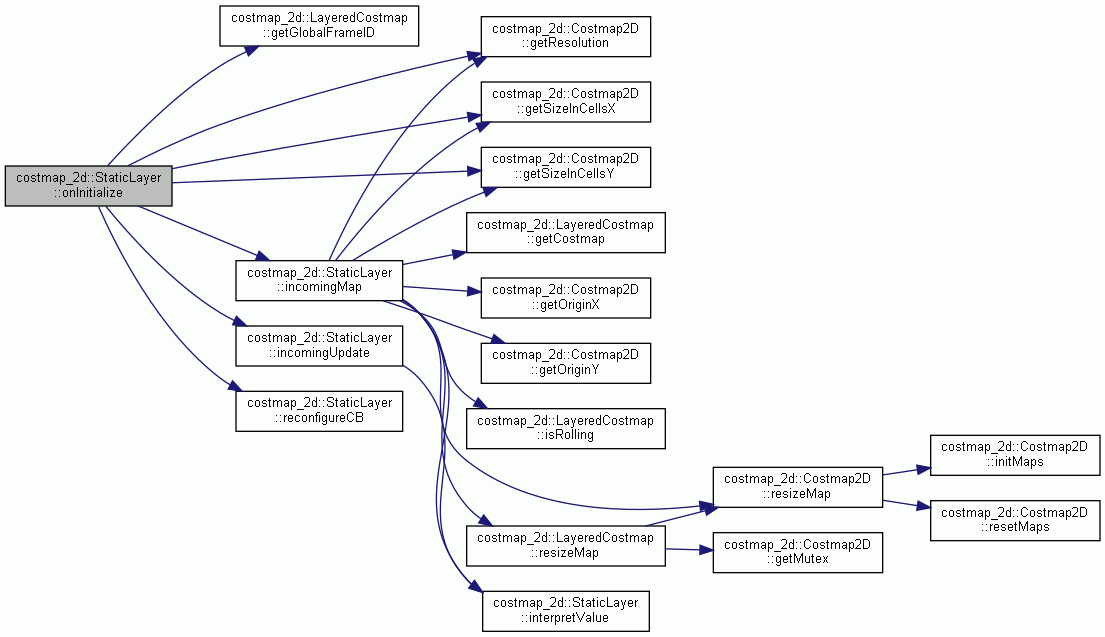 costmap_2d::LayeredCostmap
::getGlobalFrameID
costmap_2d::Costmap2D
::getResolution
costmap_2d::Costmap2D
::getSizeInCellsX
costmap_2d::StaticLayer
::onInitialize
costmap_2d::Costmap2D
::getSizeInCellsY
costmap_2d::LayeredCostmap
::getCostmap
costmap_2d::StaticLayer
::incomingMap
costmap_2d::Costmap2D
::getOriginX
costmap_2d::StaticLayer
::incomingUpdate
costmap_2d::Costmap2D
::getOriginY
costmap_2d::StaticLayer
::reconfigureCB
costmap_2d::LayeredCostmap
::isRolling
costmap_2d::Costmap2D
::initMaps
costmap_2d::Costmap2D
::resizeMap
costmap_2d::Costmap2D
::resetMaps
costmap_2d::LayeredCostmap
::resizeMap
costmap_2d::Costmap2D
::getMutex
costmap_2d::StaticLayer
::interpretValue